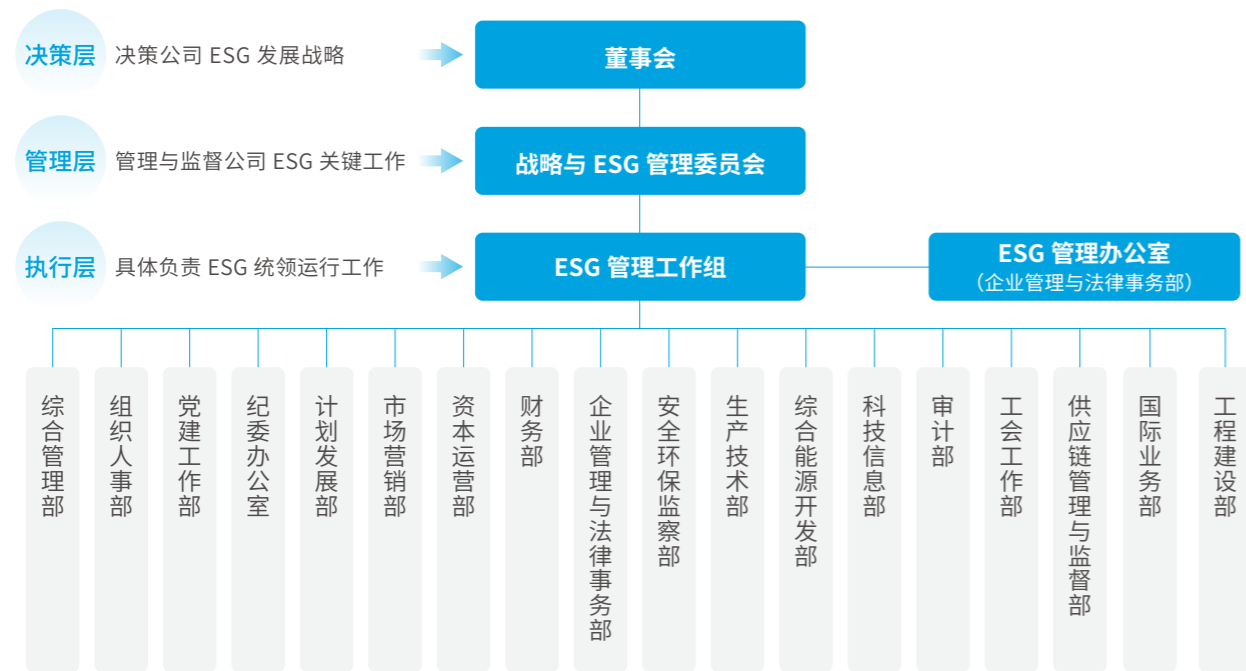 决策层
决策公司 ESG 发展战略
董事会
管理层
管理与监督公司 ESG 关键工作
战略与 ESG 管理委员会
执行层
具体负责 ESG 统领运行工作
ESG 管理工作组
ESG 管理办公室
（企业管理与法律事务部）
综合管理部
组织人事部
党建工作部
纪委办公室
计划发展部
市场营销部
资本运营部
财务部
企业管理与法律事务部
安全环保监察部
生产技术部
综合能源开发部
科技信息部
审计部
工会工作部
供应链管理与监督部
国际业务部
工程建设部